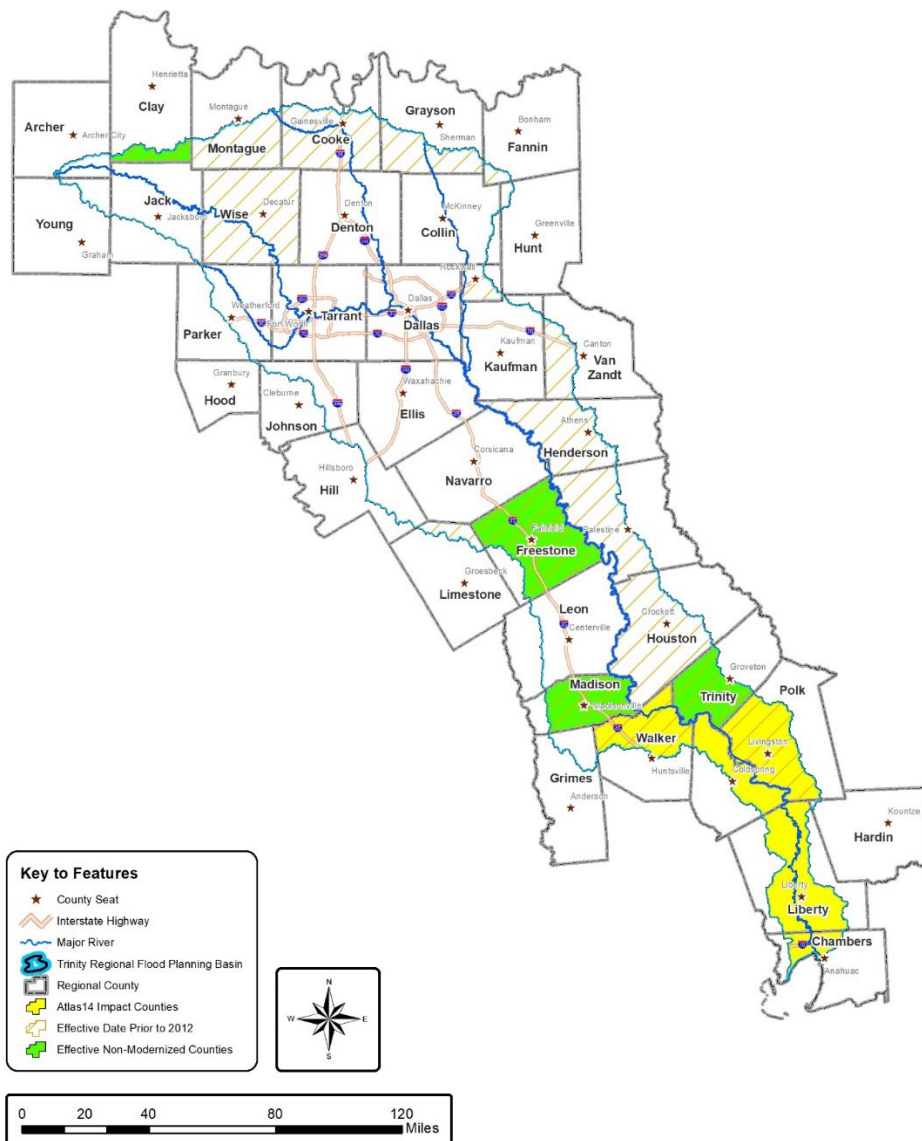 Henrietta
Clay
Montague
Gainesville
Grayson
Bonham
Archer
Archer City
Montague
Cooke
Sherman
Fannin
Jack
Jacksboro
Wise
Decatur
Denton
Denton
McKinney
Collin
Greenville
Hunt
Young
Graham
Rockwall
Weatherford
Parker
Fort Worth
Tarrant
Dallas
Dallas
Kaufman
Kaufman
Canton
Van
Zandt
Granbury
Hood
Cleburne
Johnson
Waxahachie
Ellis
Athens
Henderson
Hillsboro
Hill
Corsicana
Navarro
Fairfield
Freestone
Palestine
Groesbeck
Limestone
Leon
Centerville
Crockett
Houston
Madison
Madisonville
Groveton
Trinity
Polk
Walker
Huntsville
Livingston
Coldspring
Grimes
Anderson
Kountze
Hardin
Liberty
Liberty
Chambers
Anahuac
Key to Features
County Seat
Interstate Highway
Major River
Trinity Regional Flood Planning Basin
Regional County
Atlas14 Impact Counties
Effective Date Prior to 2012
Effective Non-Modernized Counties
N
W E
S
0 20 40 80 120
Miles